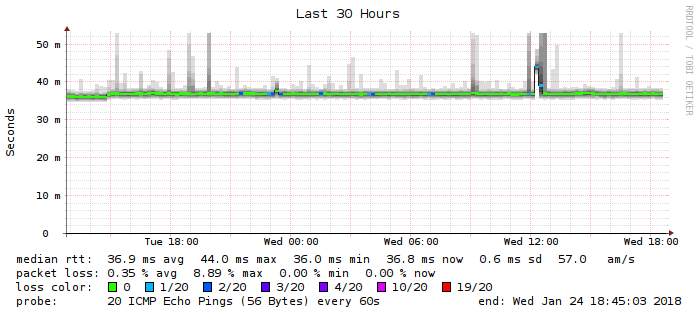 Last 30 Hours
RRDTOOL / TOBI OETIKER
Seconds
50 m
40 m
30 m
20 m
10 m
0
Tue 18:00 Wed 00:00 Wed 06:00 Wed 12:00 Wed 18:00
median rtt: 36.9 ms avg 44.0 ms max 36.0 ms min 36.8 ms now 0.6 ms sd 57.0 am/s
packet loss: 0.35 % avg 8.89 % max 0.00 % min 0.00 % now
loss color: 0 1/20 2/20 3/20 4/20 10/20 19/20
probe: 20 ICMP Echo Pings (56 Bytes) every 60s end: Wed Jan 24 18:45:03 2018